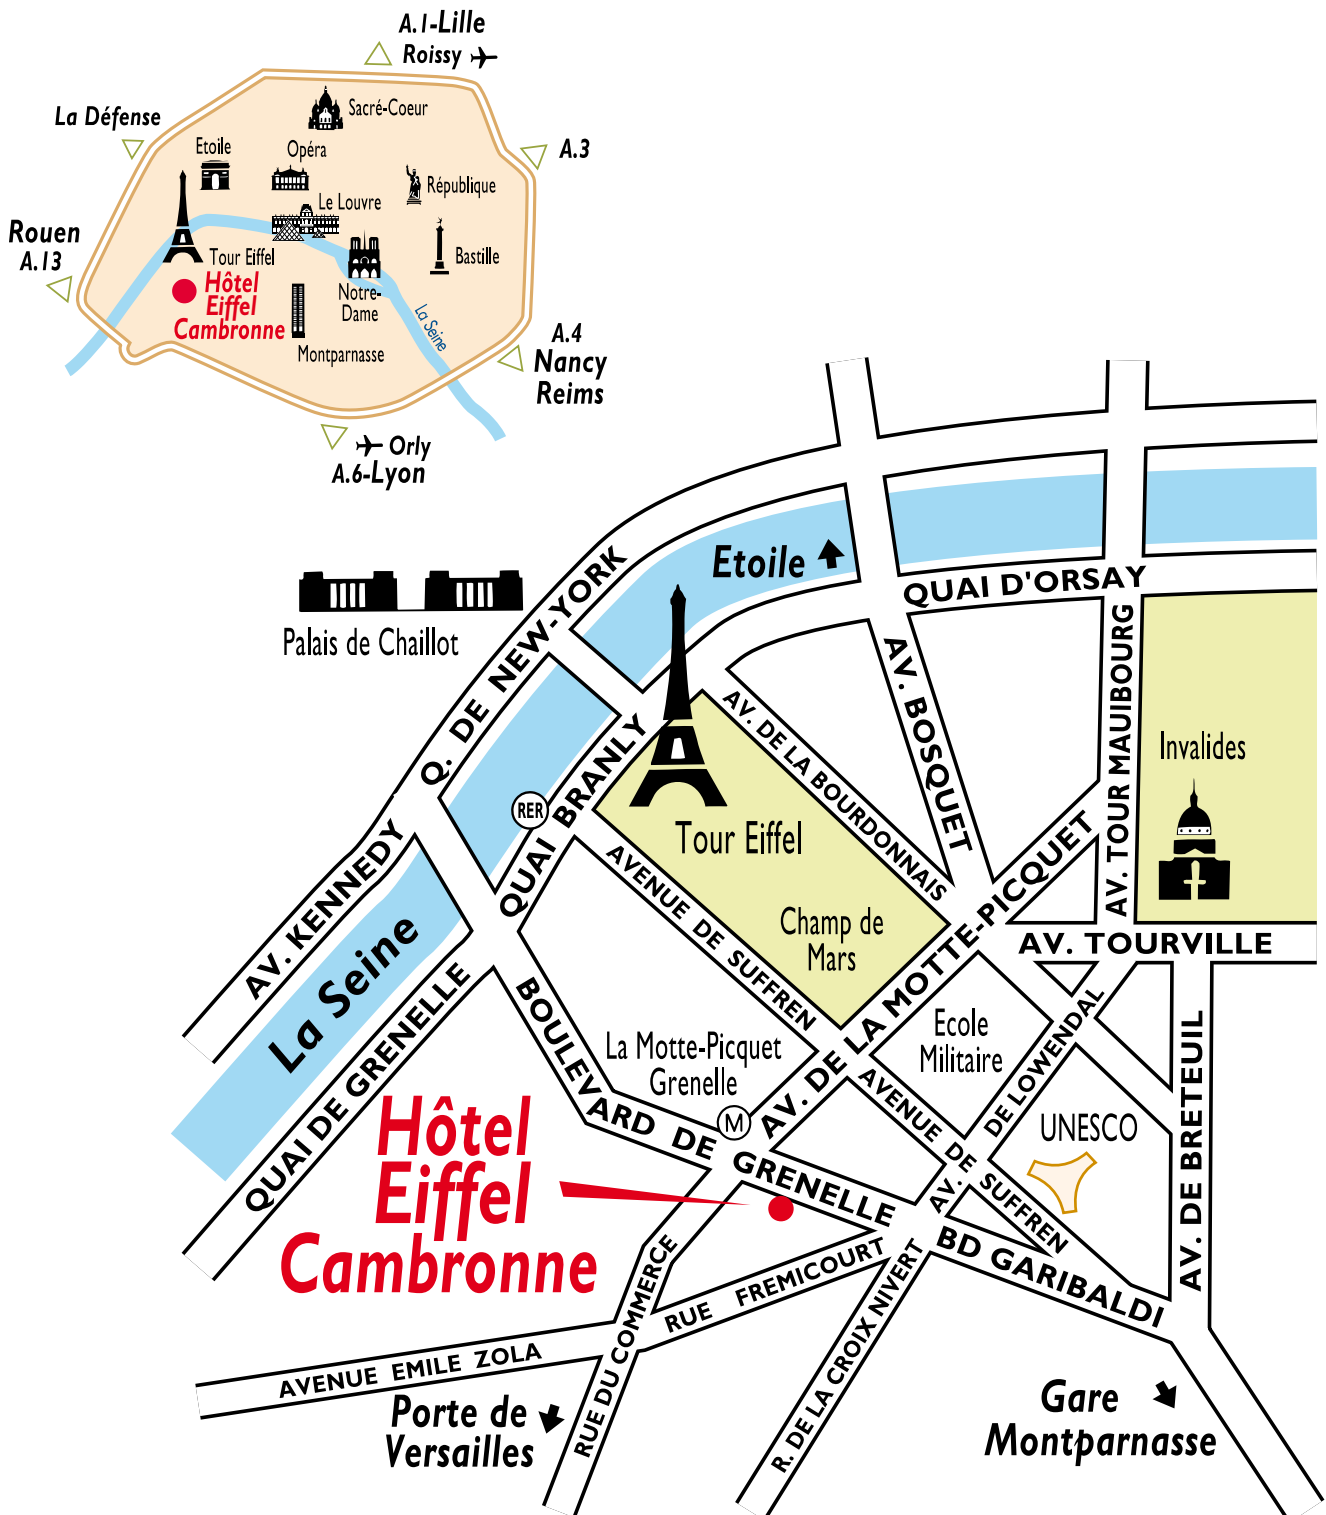 A.1-Lille
Roissy
La Défense
Sacré-Coeur
Etoile
Opéra
A.3
République
Le Louvre
Rouen
A.13
Tour Eiffel
Bastille
Hôtel
Eiffel
Cambronne
Notre-
Dame
La Seine
Montparnasse
A.4
Nancy
Reims
Orly
A.6-Lyon
Etoile
QUAI D'ORSAY
Palais de Chaillot
Q. DE NEW-YORK
AV. BOSQUET
AV. TOUR MAUIBOURG
AV. DE LA BOURDONNAIS
Invalides
QUAI BRANLY
RER
Tour Eiffel
AV. KENNEDY
AVENUE DE SUFFREN
Champ de
Mars
AV. DE LA MOTTE-PICQUET
AV. TOURVILLE
La Seine
QUAI DE GRENELLE
BOULEVARD DE GRENELLE
La Motte-Picquet
Grenelle
M
Ecole
Militaire
AV. DE LOWENDAL
AVENUE DE SUFFREN
UNESCO
AV. DE BRETEUIL
Hôtel
Eiffel
Cambronne
BD GARIBALDI
RUE FREMICOURT
RUE DU COMMERCE
R. DE LA CROIX NIVERT
AVENUE EMILE ZOLA
Porte de
Versailles
Gare
Montparnasse